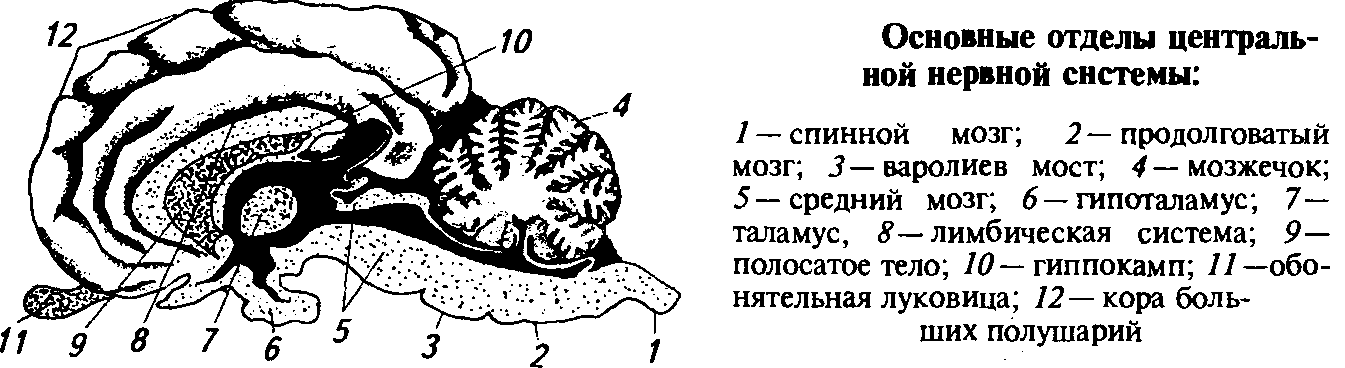 12
10
4
11
9
8
7
6
5
3
2
1
Основные отделы централь-
ной нервной системы:
1 — спинной мозг; 2 — продолговатый
мозг; 3 — варолиев мост; 4 — мозжечок;
5 — средний мозг; 6 — гипоталамус; 7 —
таламус, 8 — лимбическая система; 9 —
полосатое тело; 10 — гиппокамп; 11 —обо-
нятельная луковица; 12 — кора боль-
ших полушарий